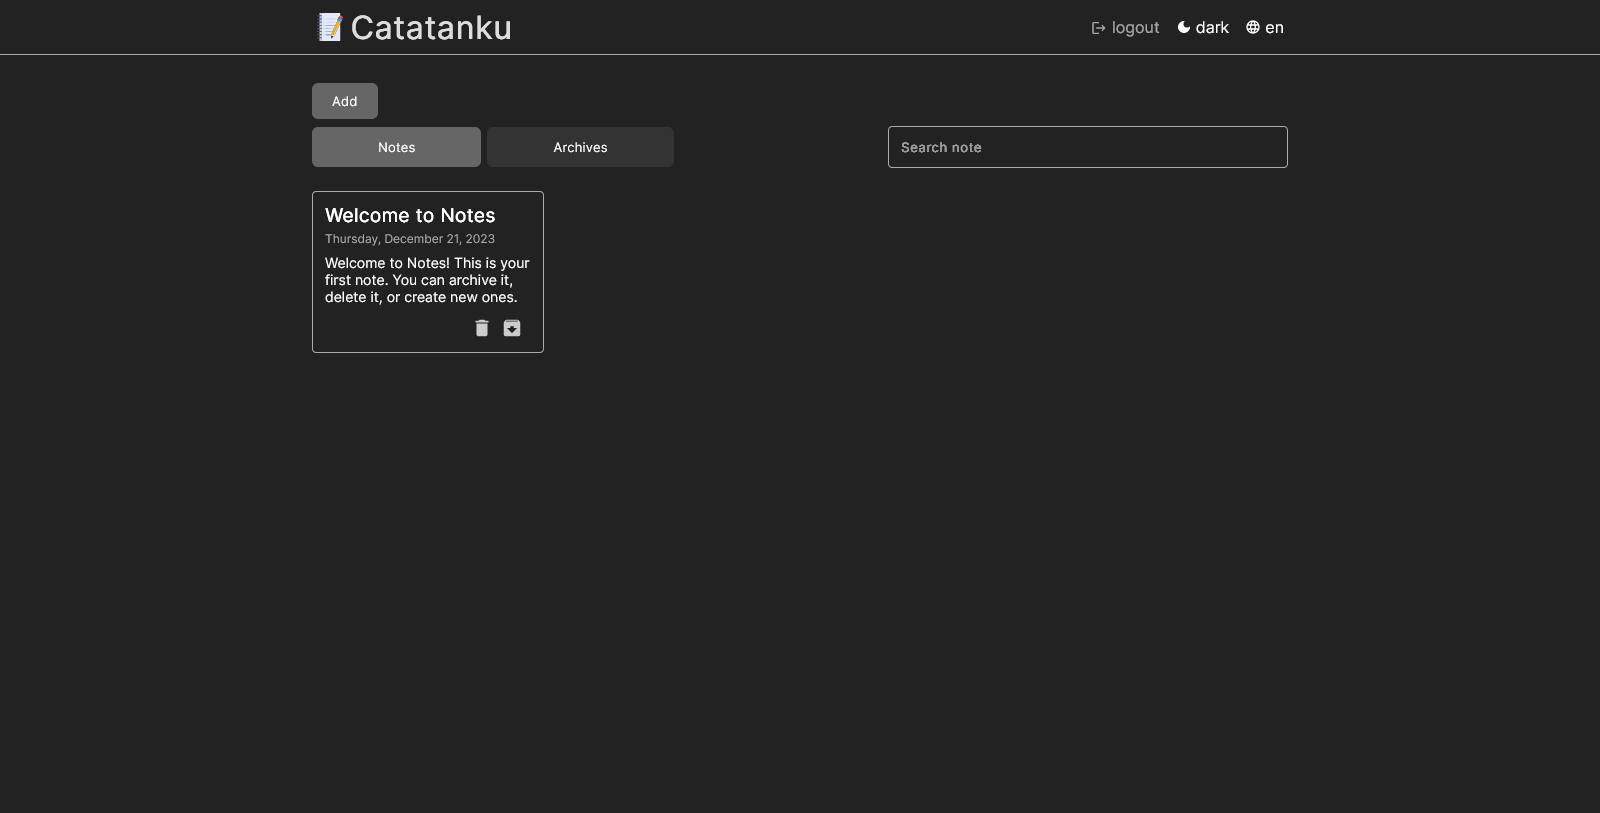 Catatanku
logout
dark
en
Add
Notes
Archives
Search note
Welcome to Notes
Thursday, December 21, 2023
Welcome to Notes! This is your
first note. You can archive it,
delete it, or create new ones.